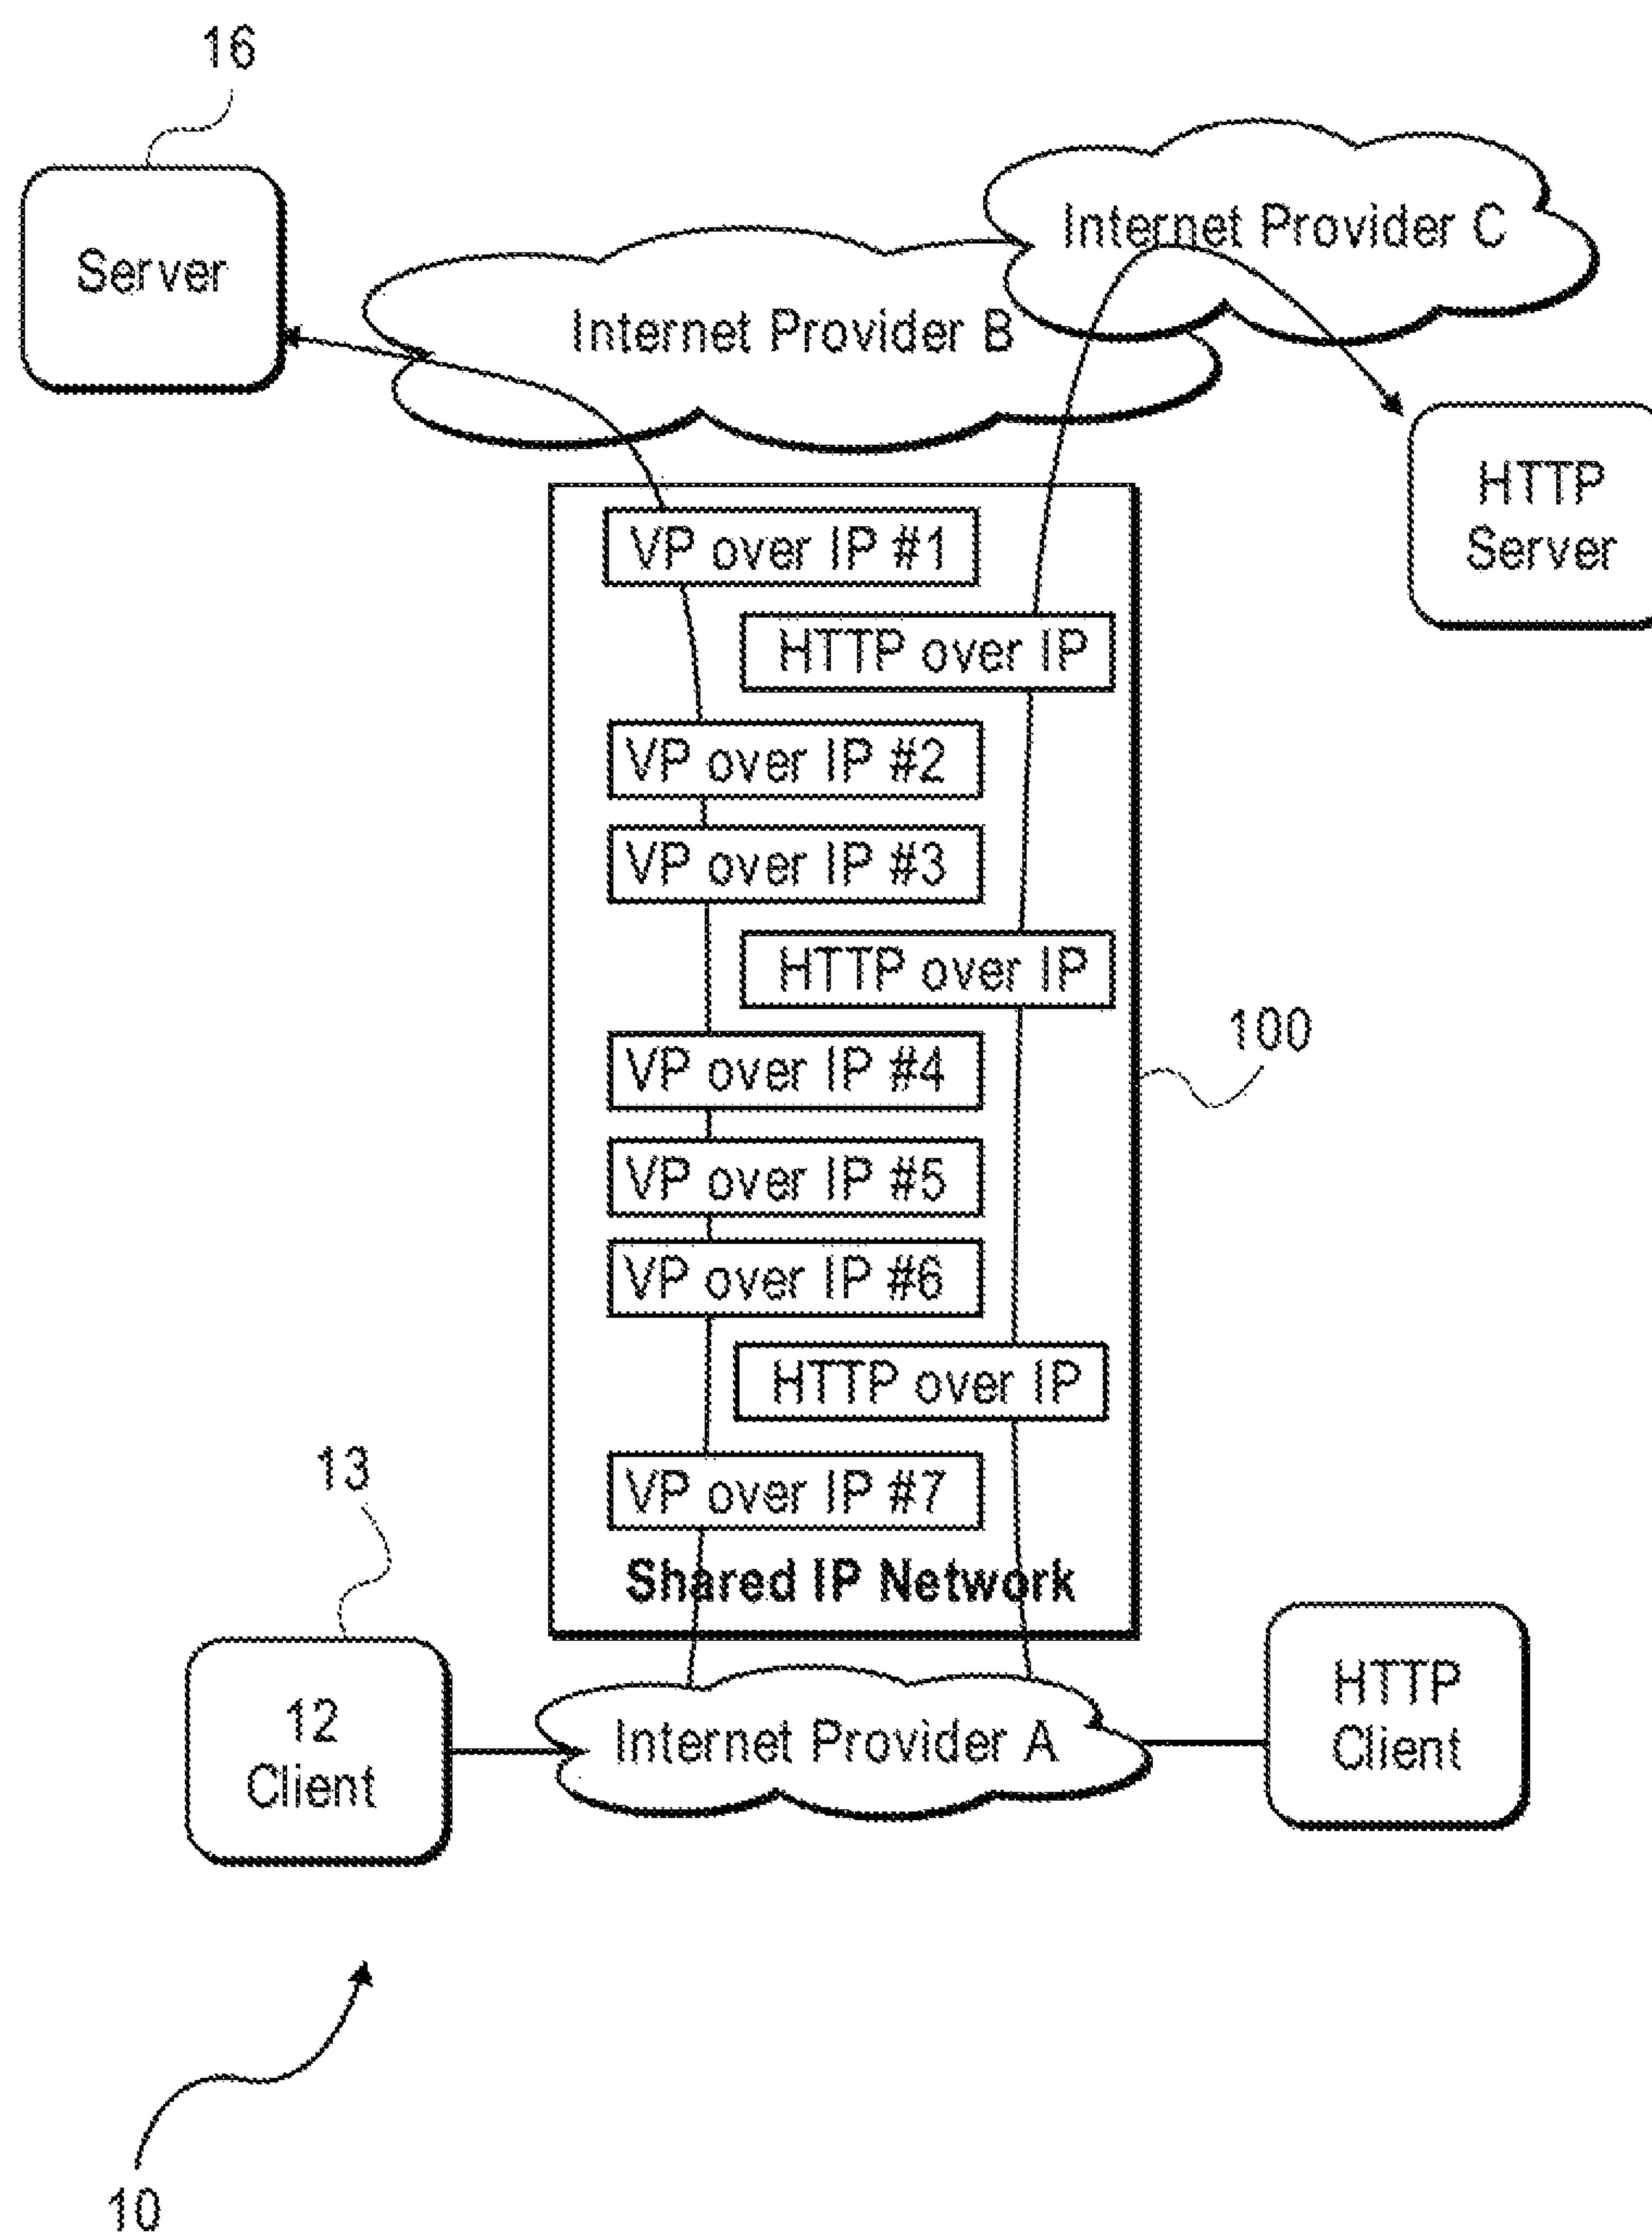 16
Server
Internet Provider C
Internet Provider B
HTTP
Server
VP over IP #1
HTTP over IP
VP over IP #2
VP over IP #3
HTTP over IP
100
VP over IP #4
VP over IP #5
VP over IP #6
HTTP over IP
13
VP over IP #7
Shared IP Network
12
Client
Internet Provider A
HTTP
Client
10